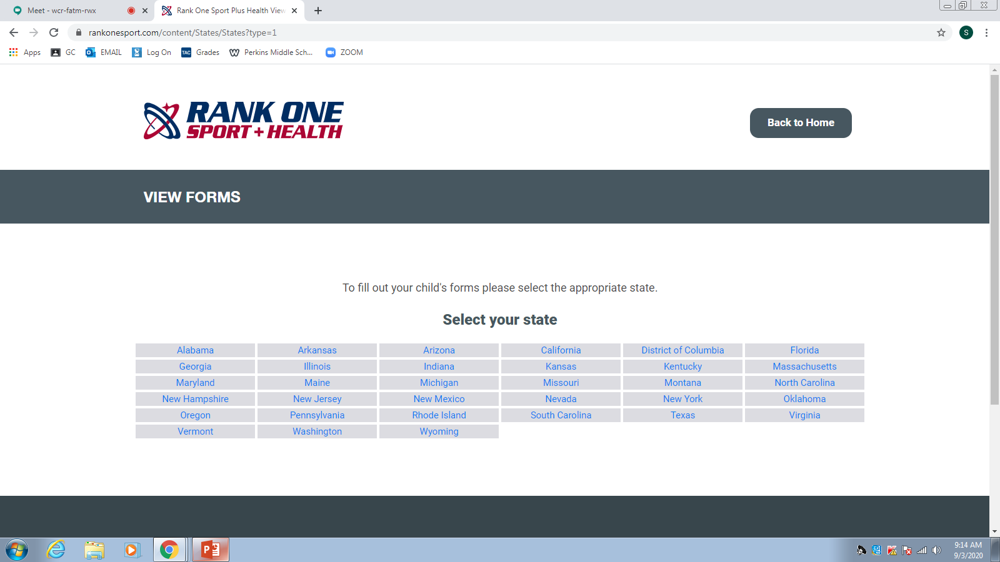 Meet - wcr-fatm-rwx
Rank One Sport Plus Health View
rankonesport.com/content/States/States?type=1
S
Apps GC EMAIL Log On TAC Grades Perkins Middle Sch... ZOOM
RANK ONE
SPORT + HEALTH
Back to Home
VIEW FORMS
To fill out your child's forms please select the appropriate state.
Select your state
Alabama Arkansas Arizona California District of Columbia Florida
Georgia Illinois Indiana Kansas Kentucky Massachusetts
Maryland Maine Michigan Missouri Montana North Carolina
New Hampshire New Jersey New Mexico Nevada New York Oklahoma
Oregon Pennsylvania Rhode Island South Carolina Texas Virginia
Vermont Washington Wyoming
9:14 AM
9/3/2020